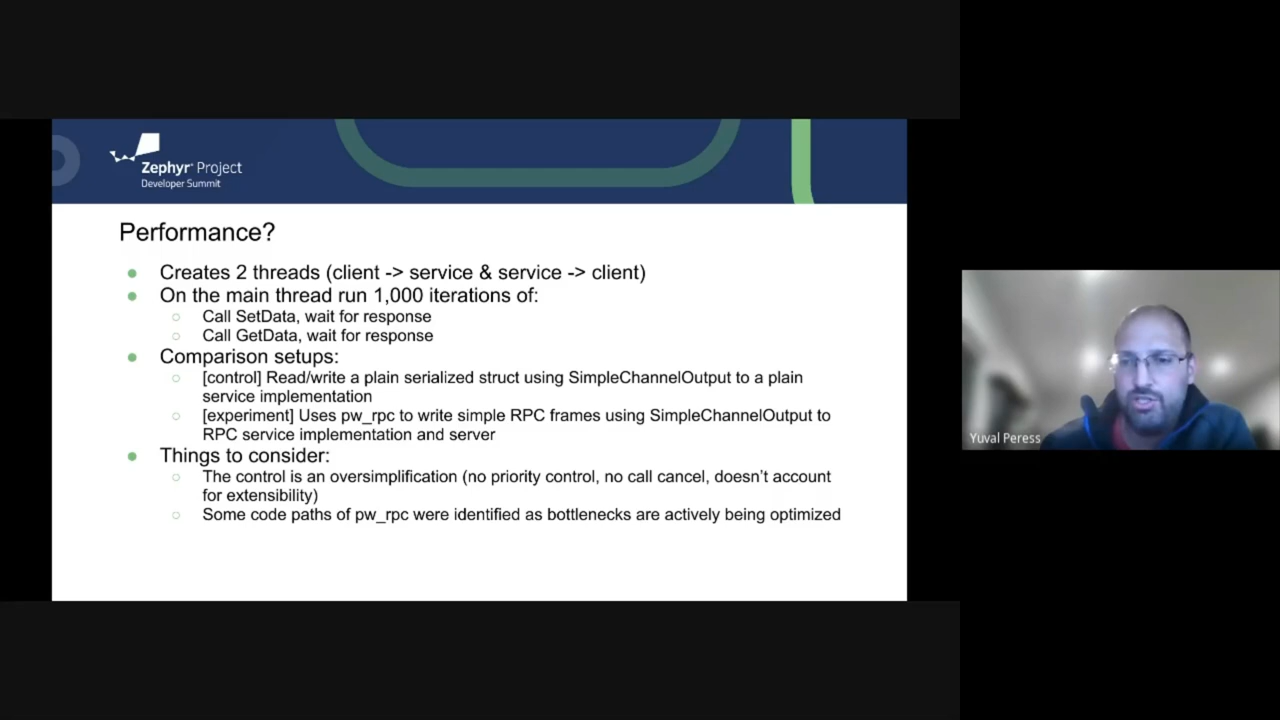 Zephyr® Project
Developer Summit
Performance?
Creates 2 threads (client -> service & service -> client)
On the main thread run 1,000 iterations of:
Call SetData, wait for response
Call GetData, wait for response
Comparison setups:
[control] Read/write a plain serialized struct using SimpleChannelOutput to a plain
service implementation
[experiment] Uses pw_rpc to write simple RPC frames using SimpleChannelOutput to
RPC service implementation and server
Things to consider:
The control is an oversimplification (no priority control, no call cancel, doesn’t account
for extensibility)
Some code paths of pw_rpc were identified as bottlenecks are actively being optimized
Yuval Peress